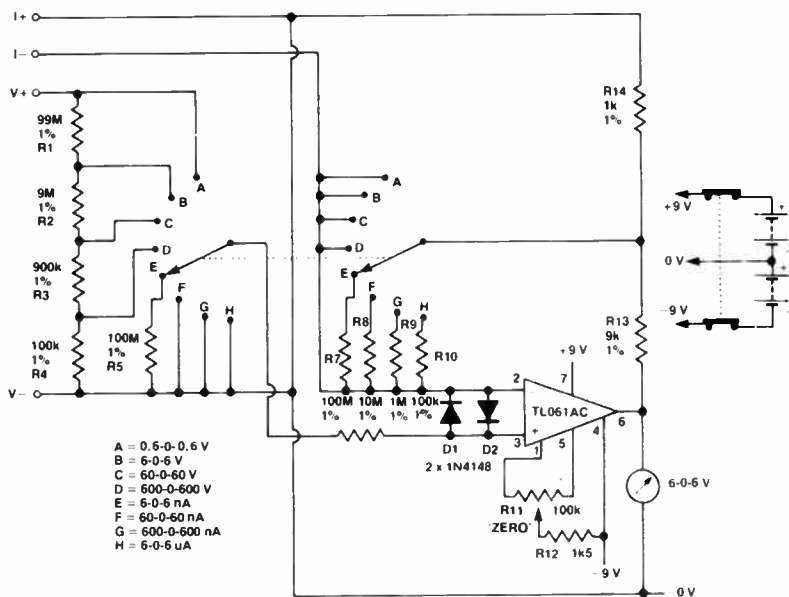 I+
I−
V+
99M
1%
R1
9M
1%
R2
900k
1%
R3
100k
1%
R4
V−
A
B
C
D
E
F
G
H
100M
1%
R5
A
B
C
D
E
F
G
H
R7
R8
R9
R10
100M
1%
10M
1%
1M
1%
100k
1%
D1
D2
2 x 1N4148
R14
1k
1%
R13
9k
1%
+9 V
0 V
−9 V
+
+
+9 V
2
7
−
TL061AC
6
3
+
1
5
4
R11
100k
'ZERO'
R12
1k5
−9 V
6-0-6 V
0 V
A = 0.6-0-0.6 V
B = 6-0-6 V
C = 60-0-60 V
D = 600-0-600 V
E = 6-0-6 nA
F = 60-0-60 nA
G = 600-0-600 nA
H = 6-0-6 uA